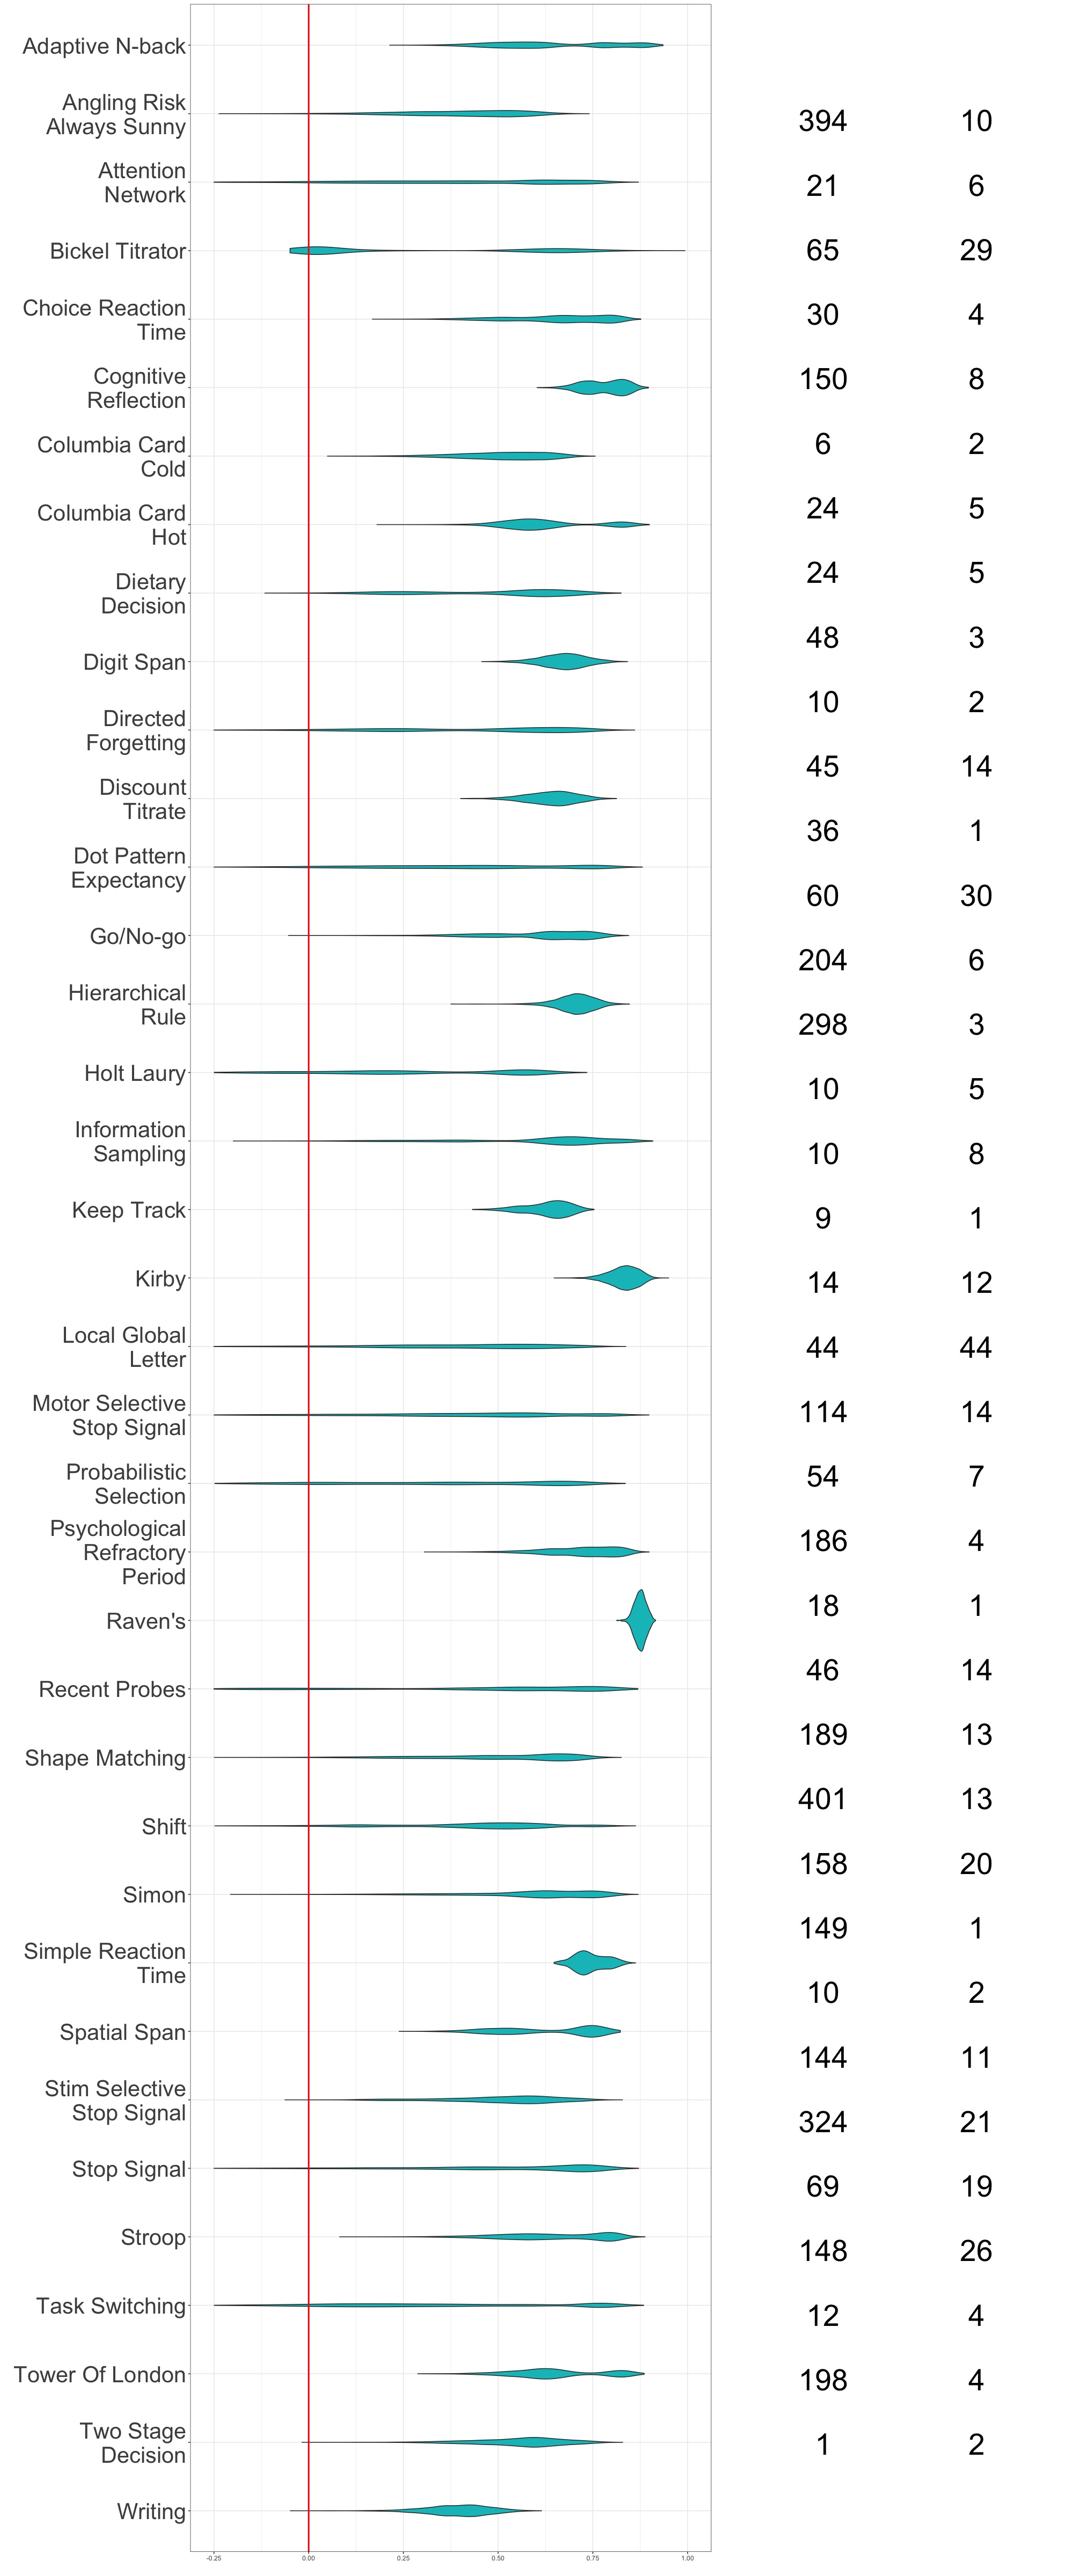 Adaptive N-back
Angling Risk
Always Sunny
394 10
Attention
Network
21 6
Bickel Titrator
65 29
Choice Reaction
Time
30 4
Cognitive
Reflection
150 8
Columbia Card
Cold
6 2
Columbia Card
Hot
24 5
Dietary
Decision
24 5
Digit Span
48 3
10 2
Directed
Forgetting
45 14
Discount
Titrate
36 1
Dot Pattern
Expectancy
60 30
Go/No-go
204 6
Hierarchical
Rule
298 3
Holt Laury
10 5
Information
Sampling
10 8
Keep Track
9 1
Kirby
14 12
Local Global
Letter
44 44
Motor Selective
Stop Signal
114 14
Probabilistic
Selection
54 7
Psychological
Refractory
Period
186 4
Raven's
18 1
Recent Probes
46 14
Shape Matching
189 13
401 13
Shift
158 20
Simon
149 1
Simple Reaction
Time
10 2
Spatial Span
144 11
Stim Selective
Stop Signal
324 21
Stop Signal
69 19
Stroop
148 26
Task Switching
12 4
Tower Of London
198 4
Two Stage
Decision
1 2
Writing
-0.25 0.00 0.25 0.50 0.75 1.00